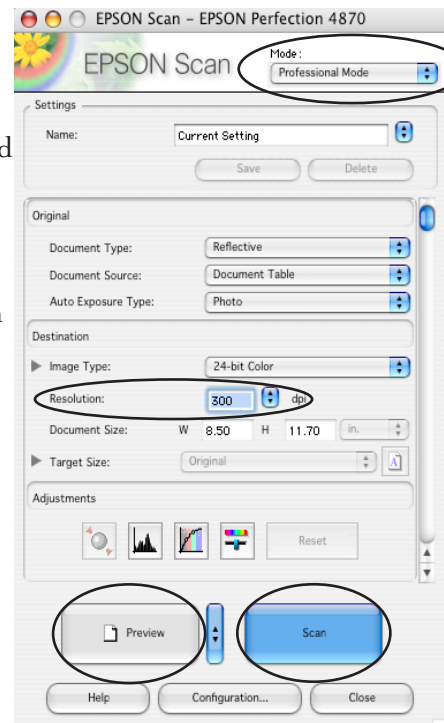 EPSON Scan – EPSON Perfection 4870
EPSON Scan
Mode:
Professional Mode
Settings
Name:
Current Setting
Save
Delete
Original
Document Type:
Reflective
Document Source:
Document Table
Auto Exposure Type:
Photo
Destination
Image Type:
24-bit Color
Resolution:
300
dpi
Document Size:
W 8.50 H 11.70 in.
Target Size:
Original
A
Adjustments
Reset
Preview
Scan
Help
Configuration...
Close